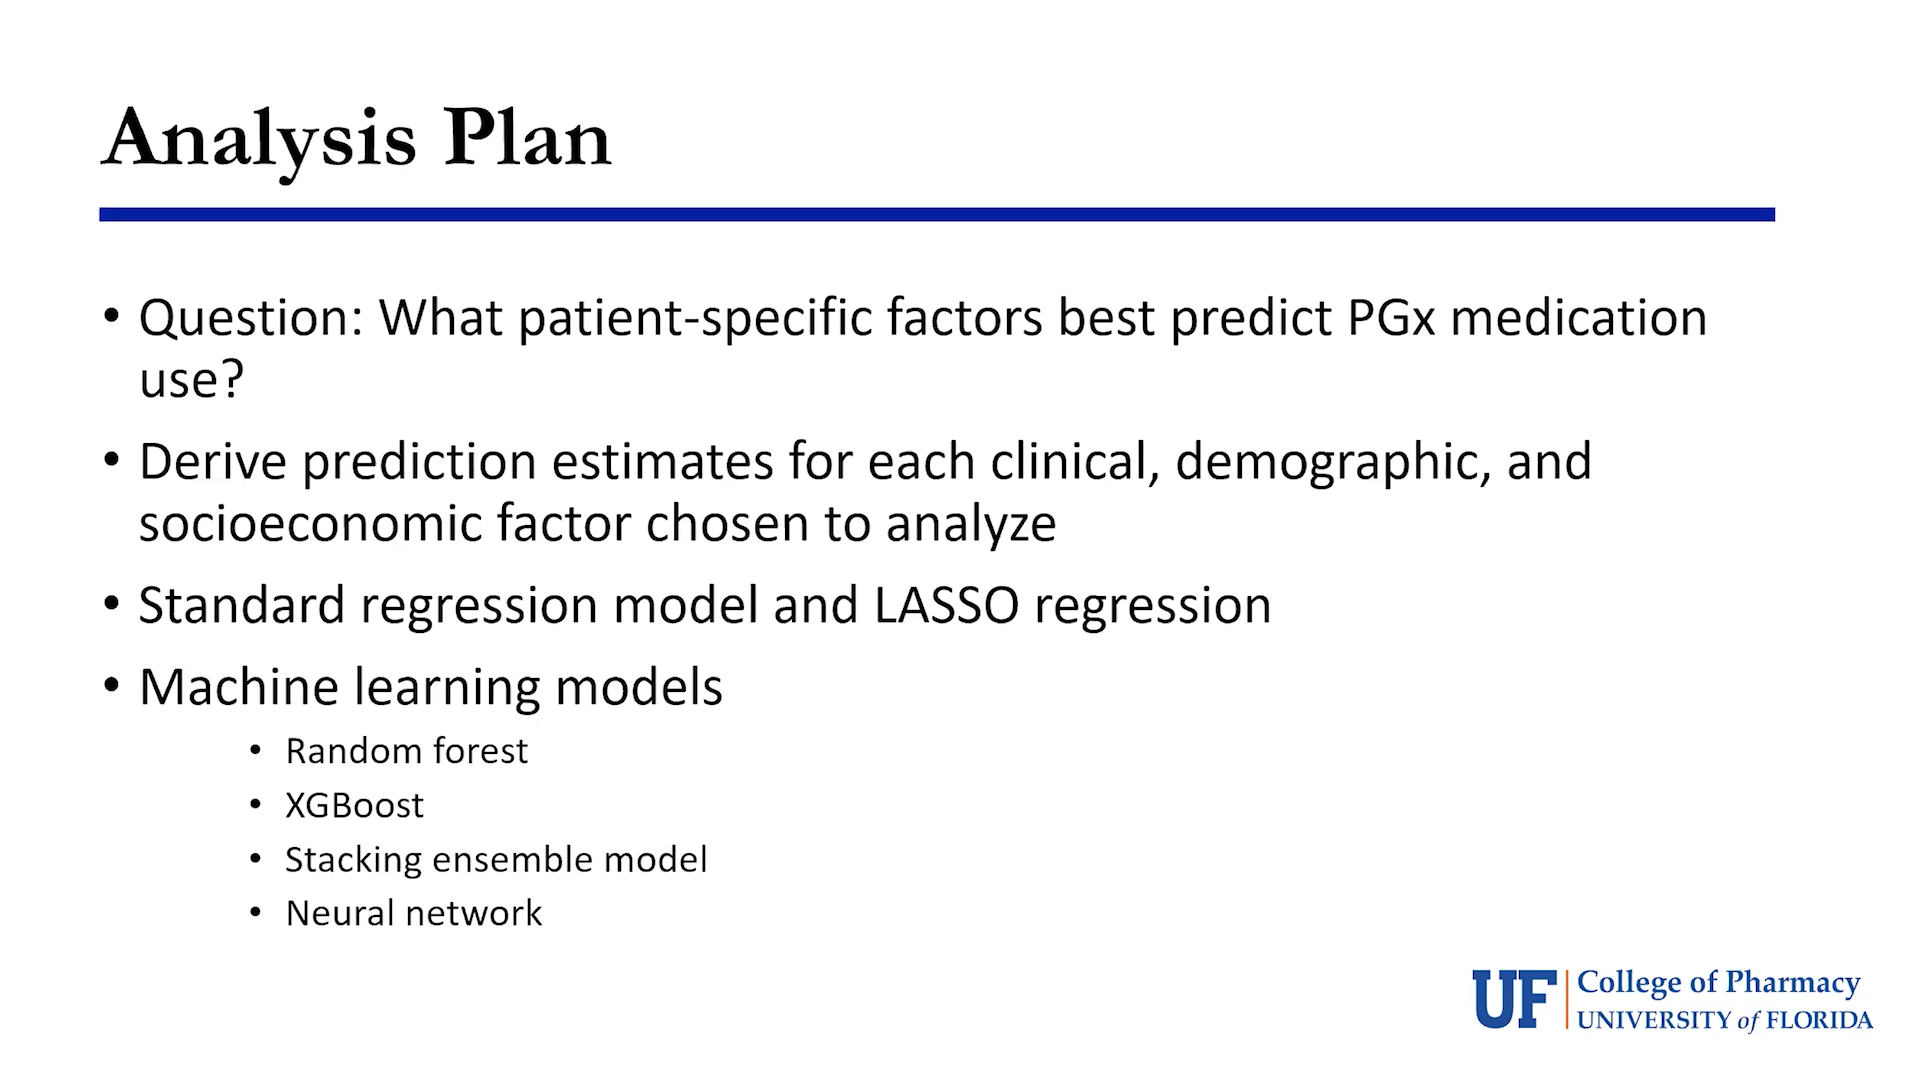 Analysis Plan
• Question: What patient-specific factors best predict PGx medication
use?
• Derive prediction estimates for each clinical, demographic, and
socioeconomic factor chosen to analyze
• Standard regression model and LASSO regression
• Machine learning models
• Random forest
• XGBoost
• Stacking ensemble model
• Neural network
UF College of Pharmacy
UNIVERSITY of FLORIDA